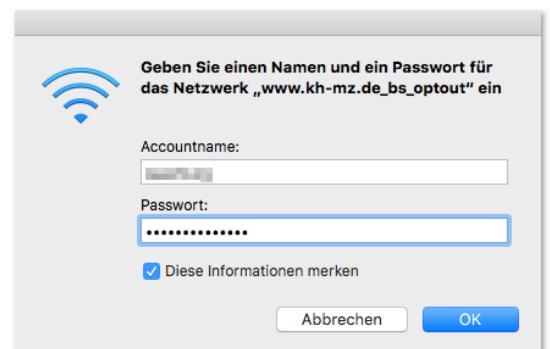 Geben Sie einen Namen und ein Passwort für
das Netzwerk „www.kh-mz.de_bs_optout“ ein
Accountname:
Passwort:
••••••••••••••
Diese Informationen merken
Abbrechen
OK